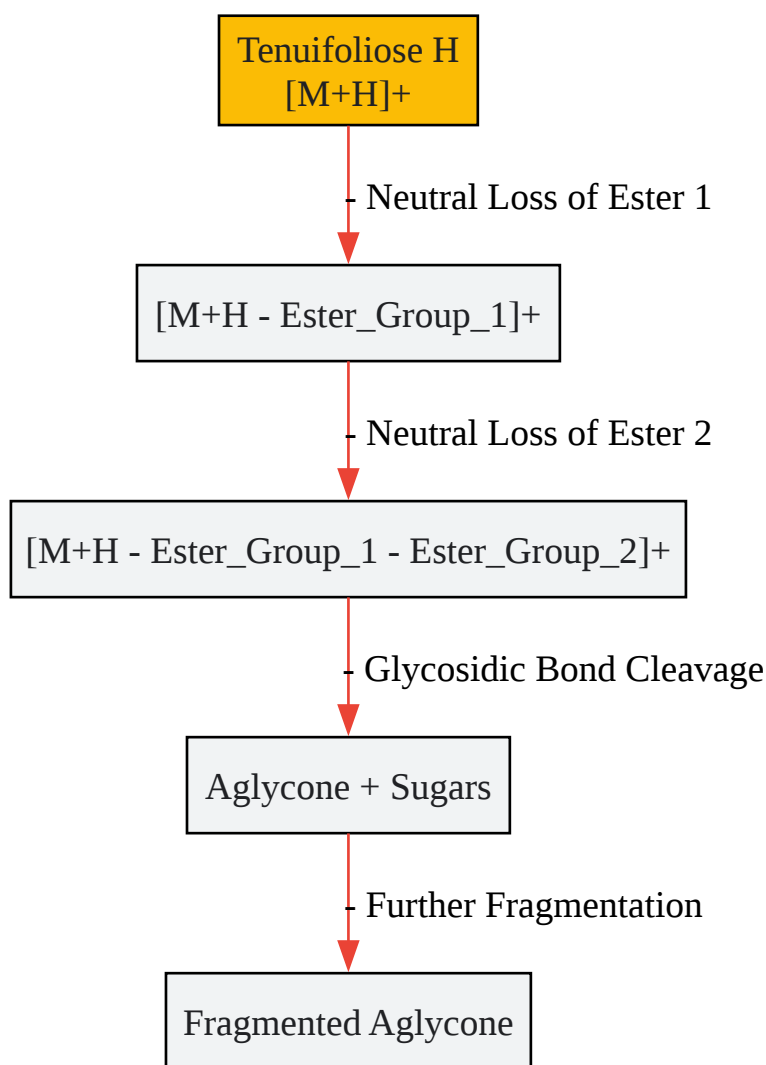 Tenuifoliose H
[M+H]+
- Neutral Loss of Ester 1
[M+H - Ester_Group_1]+
- Neutral Loss of Ester 2
[M+H - Ester_Group_1 - Ester_Group_2]+
- Glycosidic Bond Cleavage
Aglycone + Sugars
- Further Fragmentation
Fragmented Aglycone